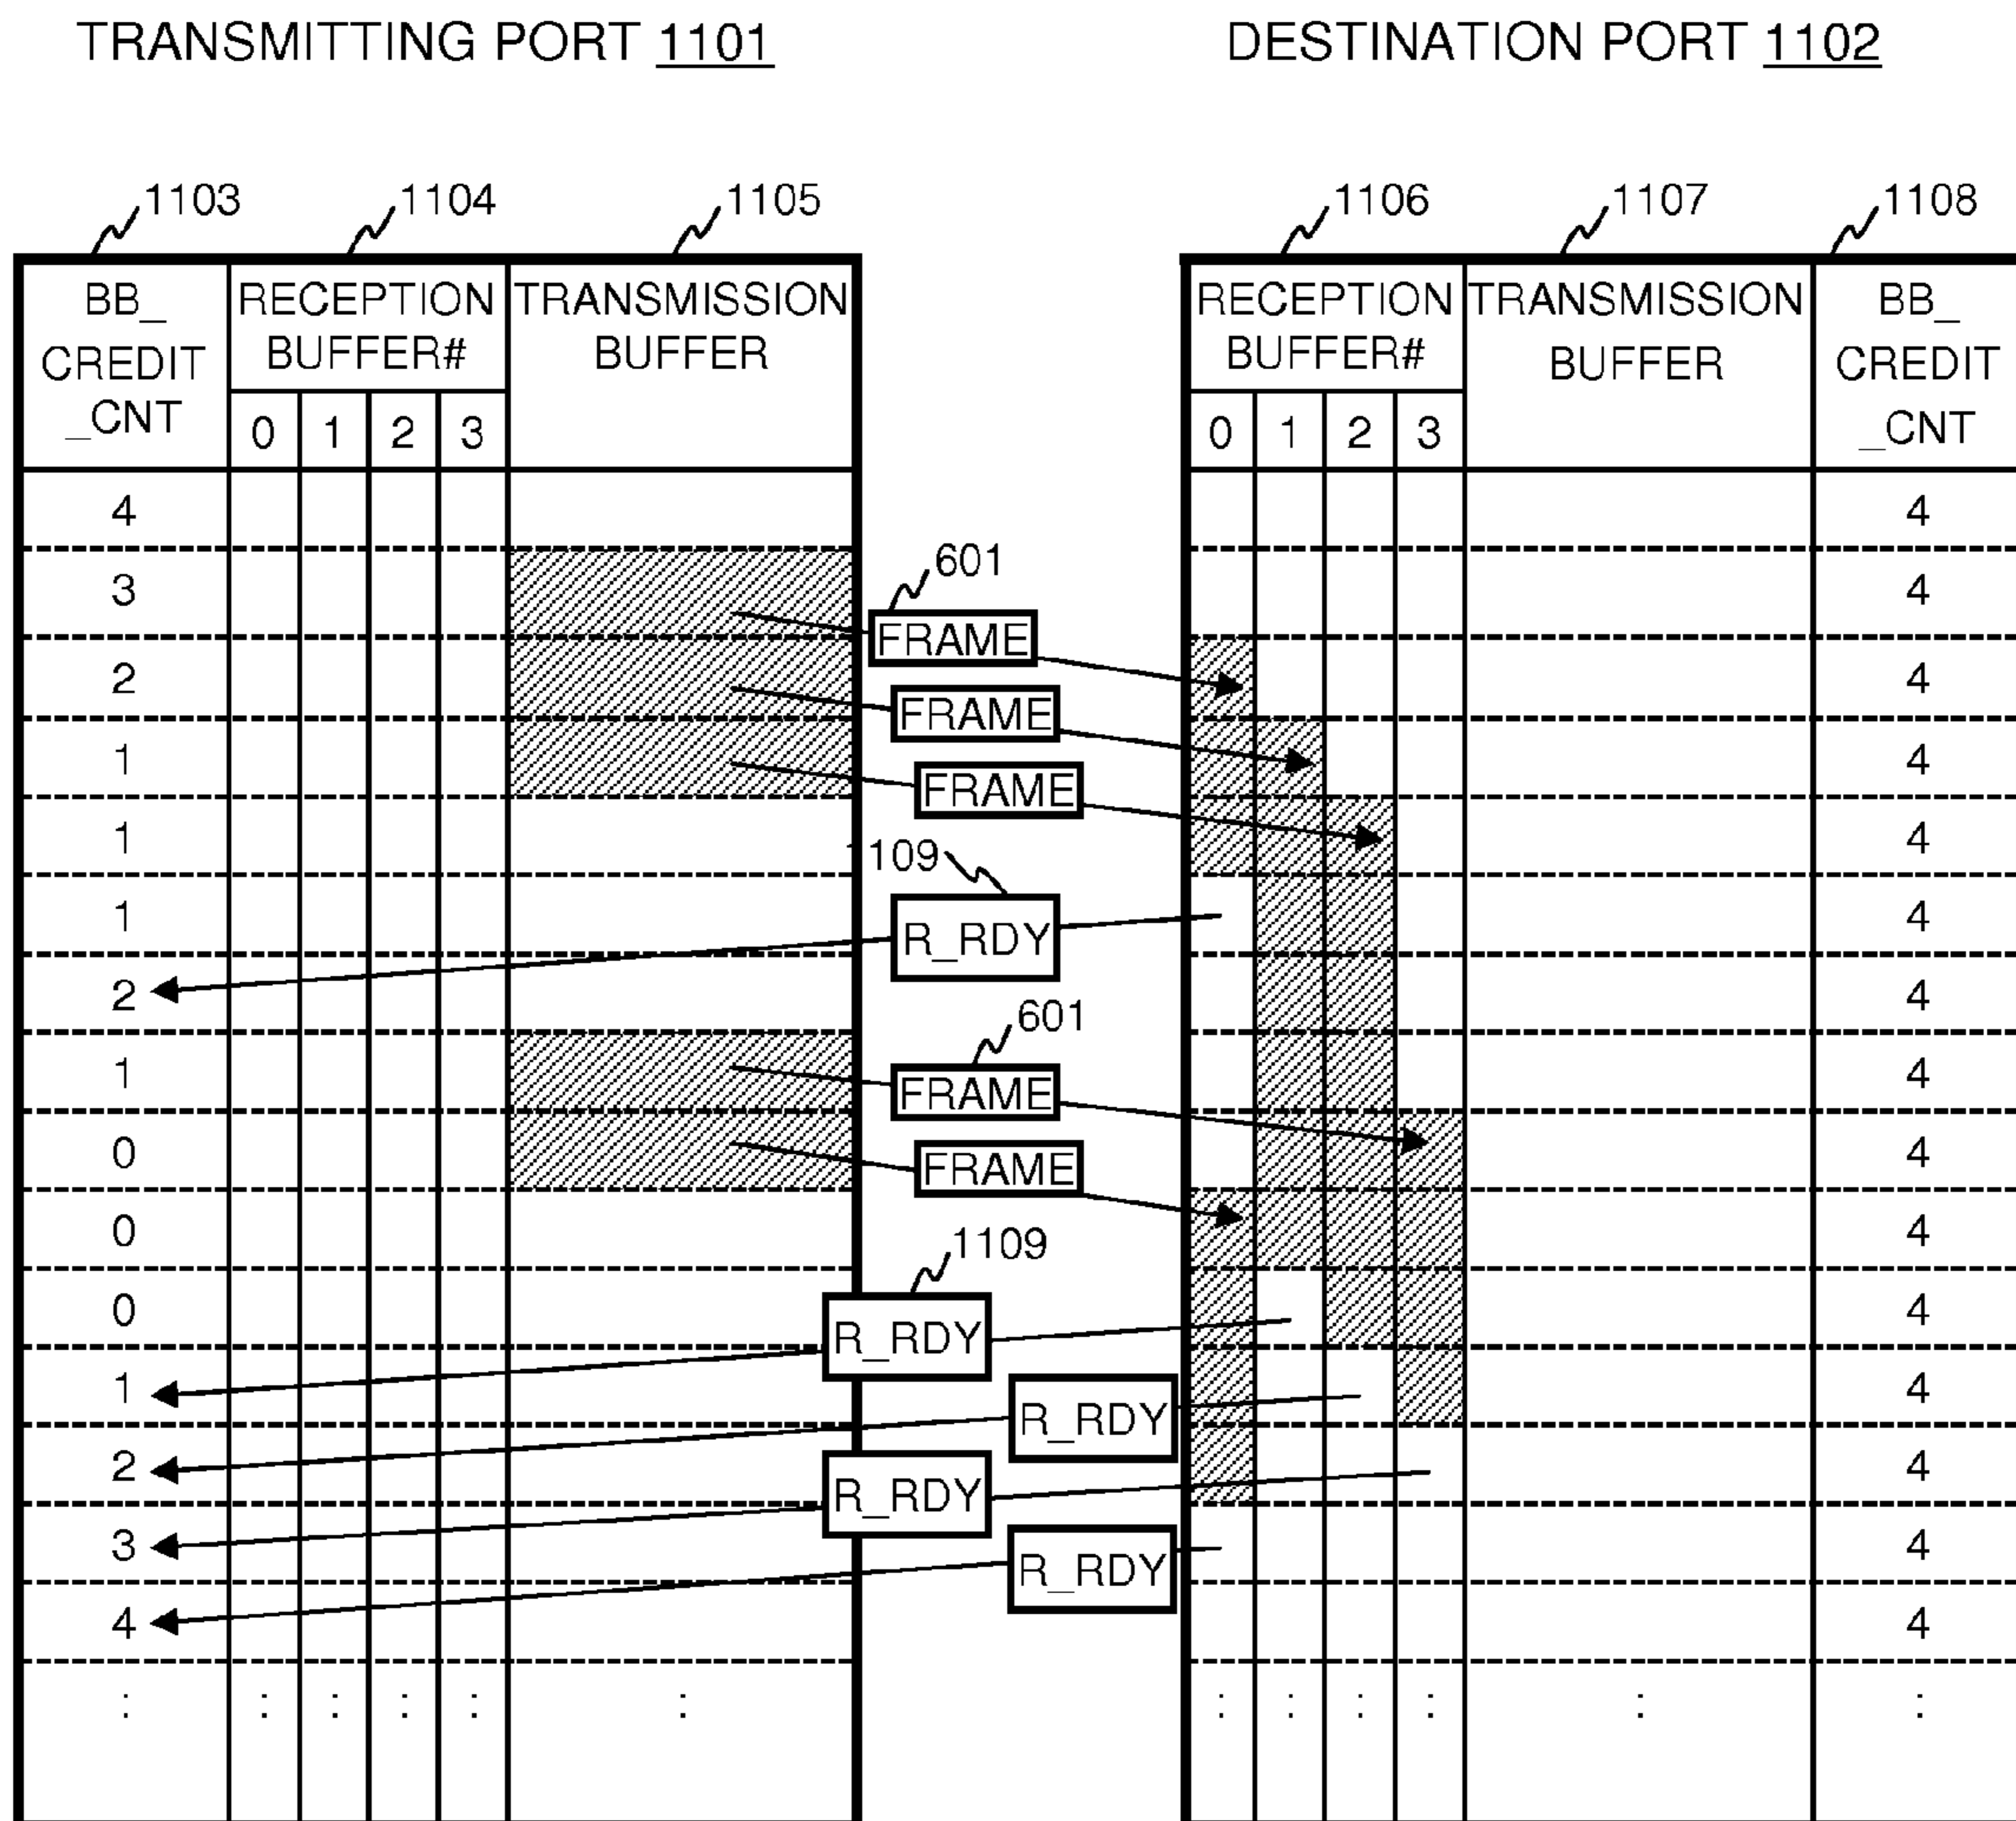 TRANSMITTING PORT 1101
DESTINATION PORT 1102
1103 1104 1105 1106 1107 1108
BB_ CREDIT _CNT
RECEPTION BUFFER#
TRANSMISSION BUFFER
RECEPTION BUFFER#
TRANSMISSION BUFFER
BB_ CREDIT _CNT
0 1 2 3
0 1 2 3
4 4
601
3 4
FRAME
2 4
FRAME
1 4
FRAME
1 4
1109
1 4
R_RDY
2 4
601
1 4
FRAME
0 4
FRAME
0 4
1109
0 4
R_RDY
1 4
R_RDY
2 4
R_RDY
3 4
R_RDY
4 4
: : : : : : : : : : : :